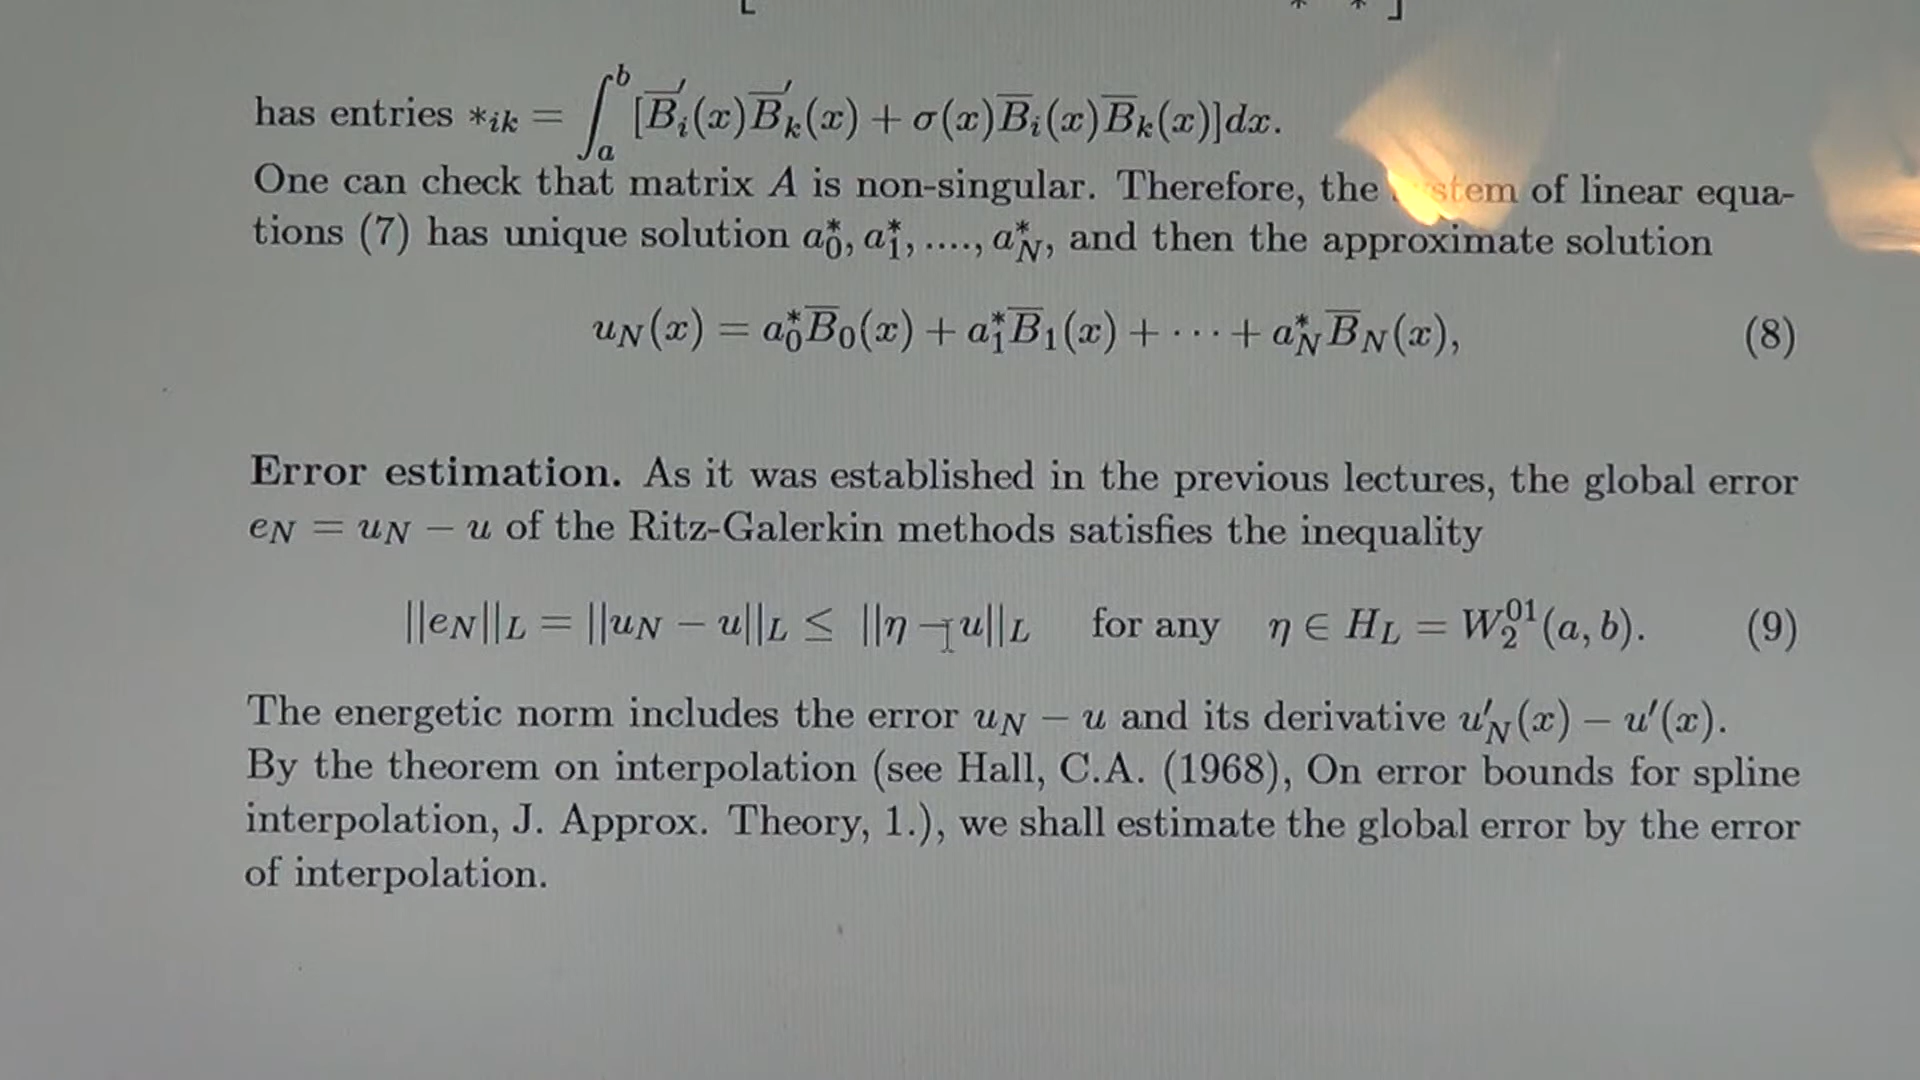 has entries *ik = ∫_a^b [B̅′_i(x)B̅′_k(x) + σ(x)B̅_i(x)B̅_k(x)]dx.
One can check that matrix A is non-singular. Therefore, the of linear equa-
tions (7) has unique solution a*_0, a*_1, ...., a*_N, and then the approximate solution
u_N(x) = a*_0 B̅_0(x) + a*_1 B̅_1(x) + · · · + a*_N B̅_N(x), (8)
Error estimation. As it was established in the previous lectures, the global error
e_N = u_N − u of the Ritz-Galerkin methods satisfies the inequality
||e_N||_L = ||u_N − u||_L ≤ ||η − u||_L for any η ∈ H_L = W_2^{01}(a, b). (9)
The energetic norm includes the error u_N − u and its derivative u′_N(x) − u′(x).
By the theorem on interpolation (see Hall, C.A. (1968), On error bounds for spline
interpolation, J. Approx. Theory, 1.), we shall estimate the global error by the error
of interpolation.